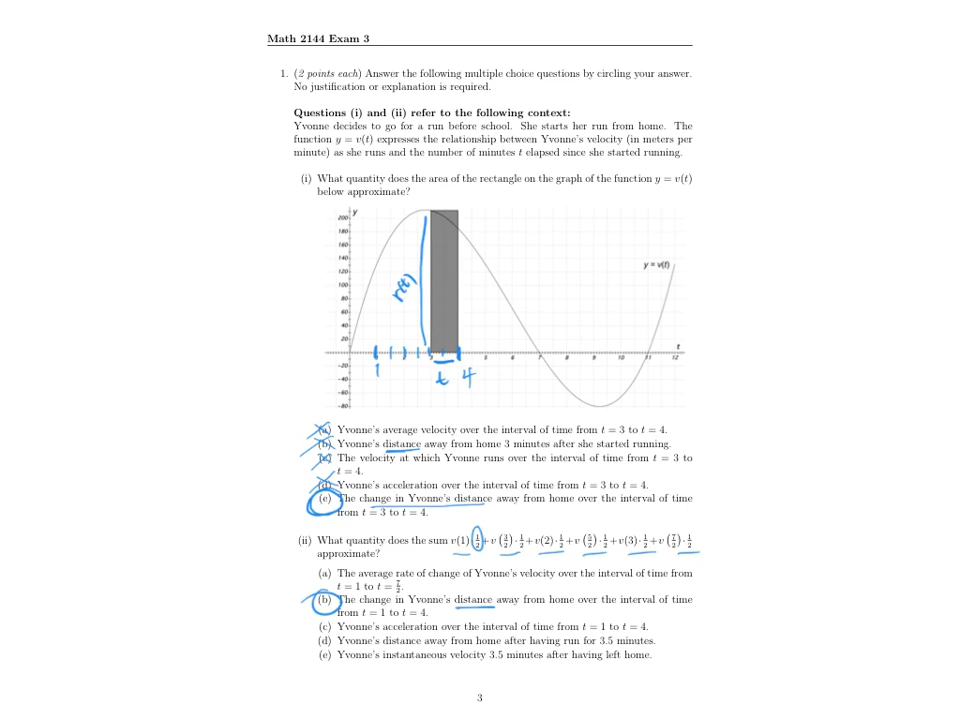 Math 2144 Exam 3
1. (2 points each) Answer the following multiple choice questions by circling your answer.
No justification or explanation is required.
Questions (i) and (ii) refer to the following context:
Yvonne decides to go for a run before school. She starts her run from home. The
function y = v(t) expresses the relationship between Yvonne's velocity (in meters per
minute) as she runs and the number of minutes t elapsed since she started running.
(i) What quantity does the area of the rectangle on the graph of the function y = v(t)
below approximate?
y
200
180
160
140
120
100
80
60
40
20
-20
-40
-60
-80
r(t)
y = v(t)
t
5 6 7 8 9 10 11 12
1 t 4
(a) Yvonne's average velocity over the interval of time from t = 3 to t = 4.
(b) Yvonne's distance away from home 3 minutes after she started running.
(c) The velocity at which Yvonne runs over the interval of time from t = 3 to
t = 4.
(d) Yvonne's acceleration over the interval of time from t = 3 to t = 4.
(e) The change in Yvonne's distance away from home over the interval of time
from t = 3 to t = 4.
(ii) What quantity does the sum v(1)·1/2+v(3/2)·1/2+v(2)·1/2+v(5/2)·1/2+v(3)·1/2+v(7/2)·1/2
approximate?
(a) The average rate of change of Yvonne's velocity over the interval of time from
t = 1 to t = 7/2.
(b) The change in Yvonne's distance away from home over the interval of time
from t = 1 to t = 4.
(c) Yvonne's acceleration over the interval of time from t = 1 to t = 4.
(d) Yvonne's distance away from home after having run for 3.5 minutes.
(e) Yvonne's instantaneous velocity 3.5 minutes after having left home.
3